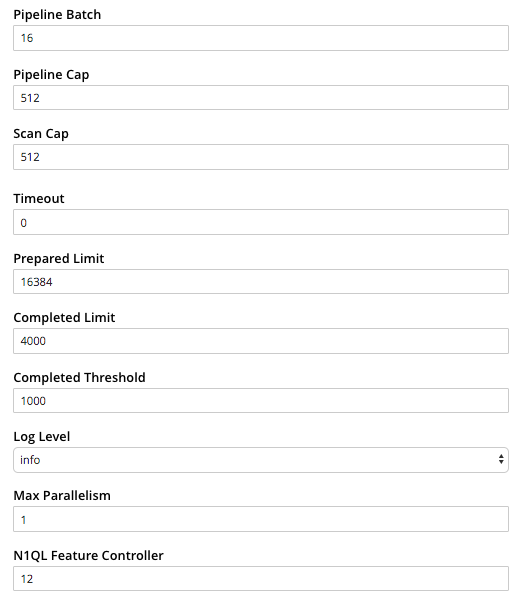 Pipeline Batch
16
Pipeline Cap
512
Scan Cap
512
Timeout
0
Prepared Limit
16384
Completed Limit
4000
Completed Threshold
1000
Log Level
info
Max Parallelism
1
N1QL Feature Controller
12